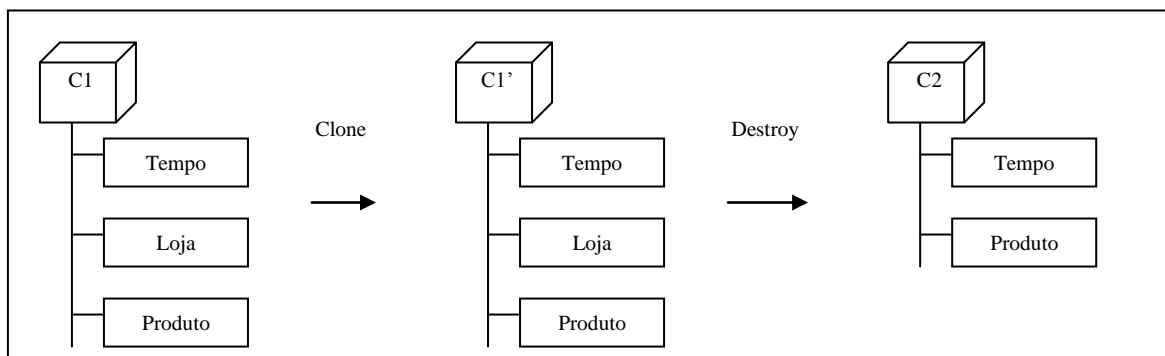 C1
Tempo
Loja
Produto
Clone
C1’
Tempo
Loja
Produto
Destroy
C2
Tempo
Produto